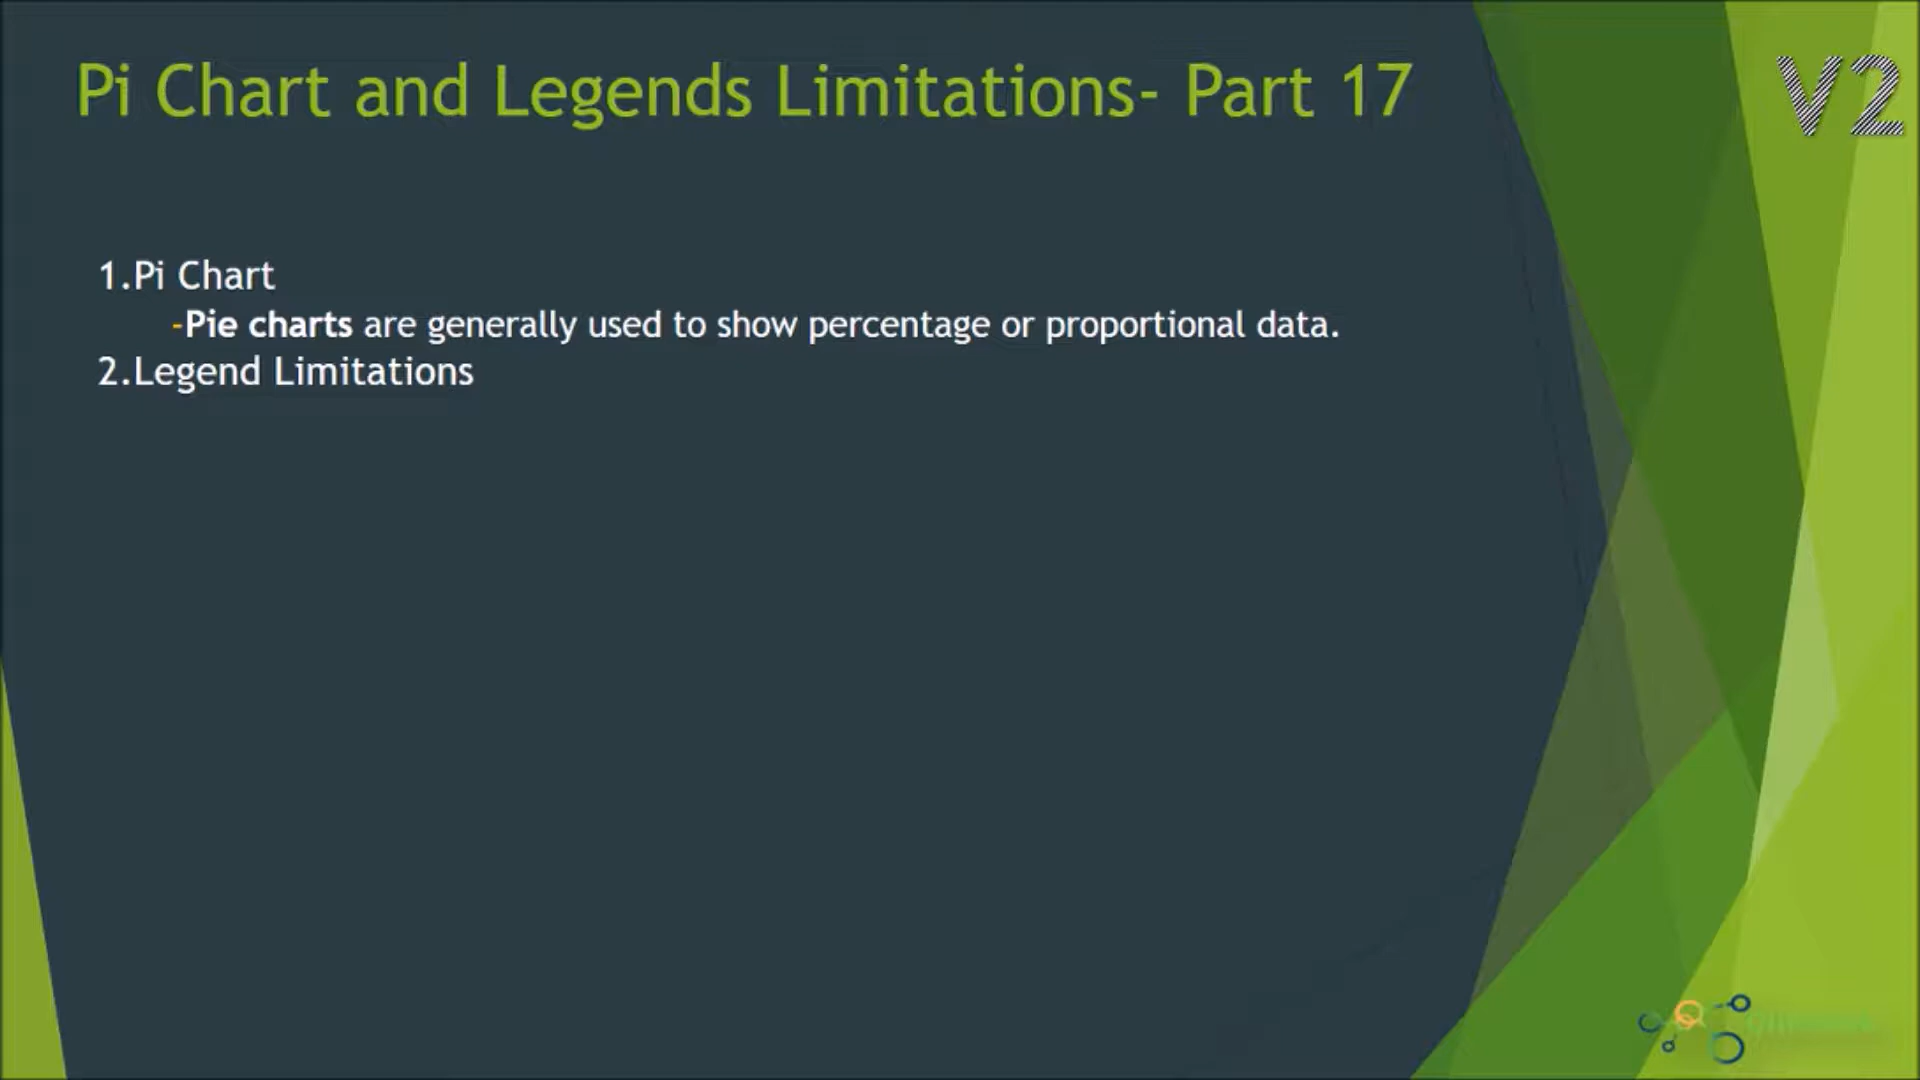 Pi Chart and Legends Limitations- Part 17
V2
1.Pi Chart
-Pie charts are generally used to show percentage or proportional data.
2.Legend Limitations